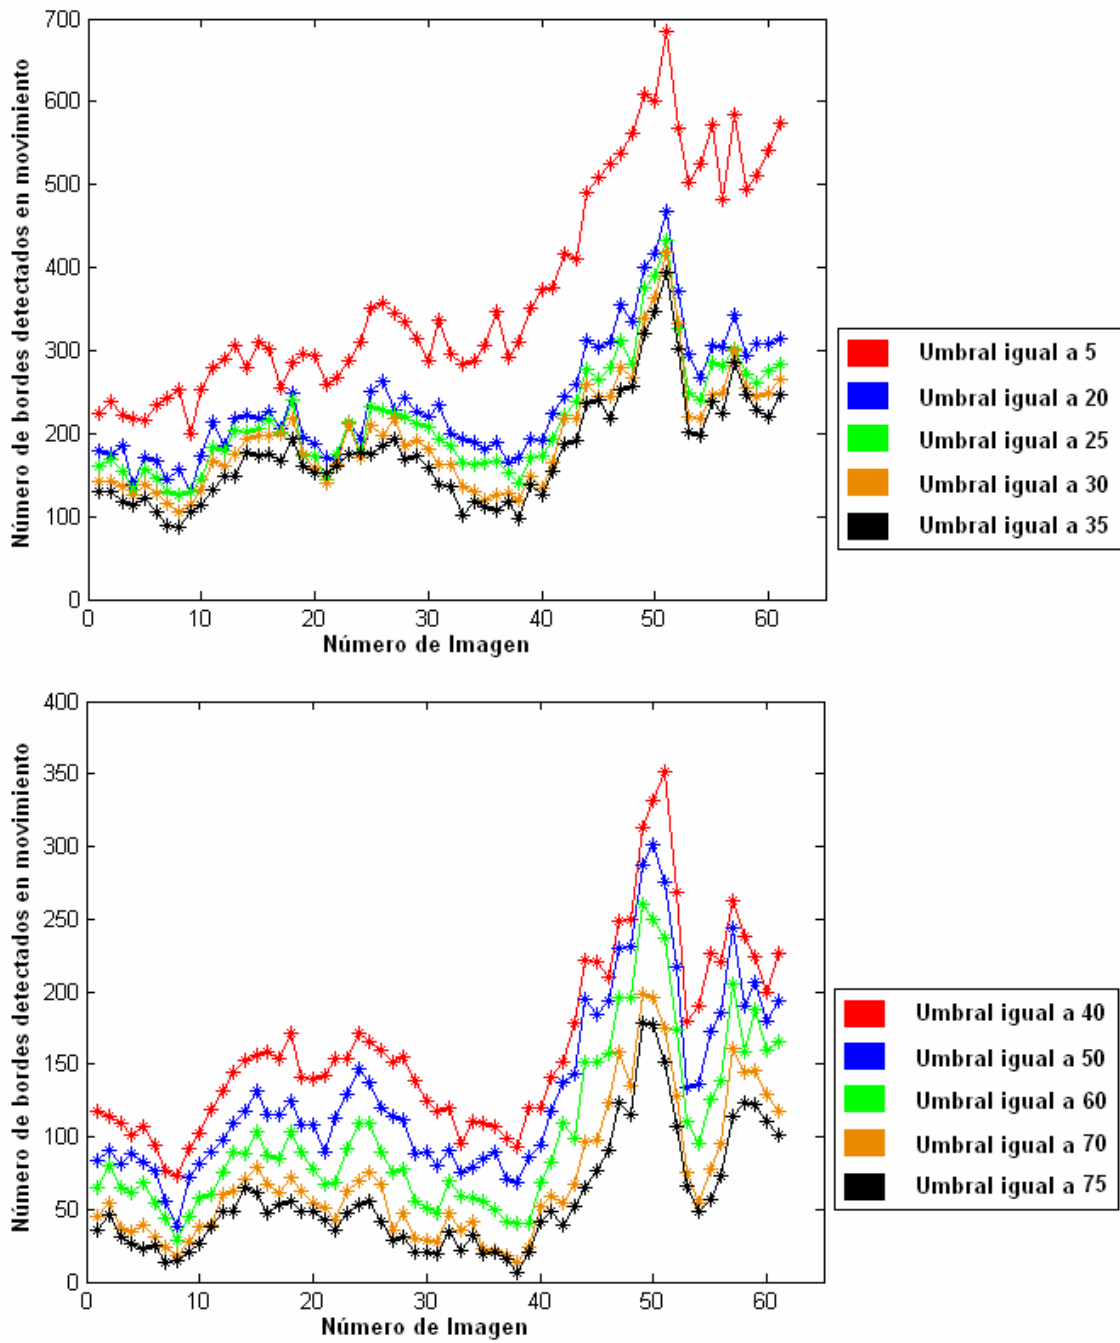 700
600
500
400
300
200
100
0
Número de bordes detectados en movimiento
0 10 20 30 40 50 60
Número de Imagen
Umbral igual a 5
Umbral igual a 20
Umbral igual a 25
Umbral igual a 30
Umbral igual a 35
400
350
300
250
200
150
100
50
0
Número de bordes detectados en movimiento
0 10 20 30 40 50 60
Número de Imagen
Umbral igual a 40
Umbral igual a 50
Umbral igual a 60
Umbral igual a 70
Umbral igual a 75